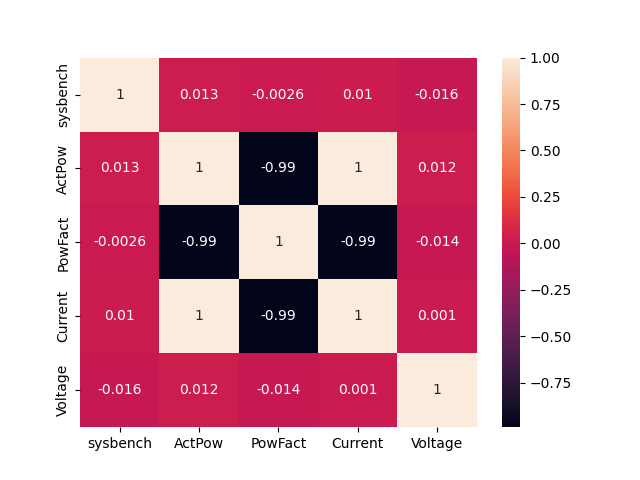 sysbench 1 0.013 -0.0026 0.01 -0.016
ActPow 0.013 1 -0.99 1 0.012
PowFact -0.0026 -0.99 1 -0.99 -0.014
Current 0.01 1 -0.99 1 0.001
Voltage -0.016 0.012 -0.014 0.001 1
sysbench ActPow PowFact Current Voltage
1.00
0.75
0.50
0.25
0.00
−0.25
−0.50
−0.75